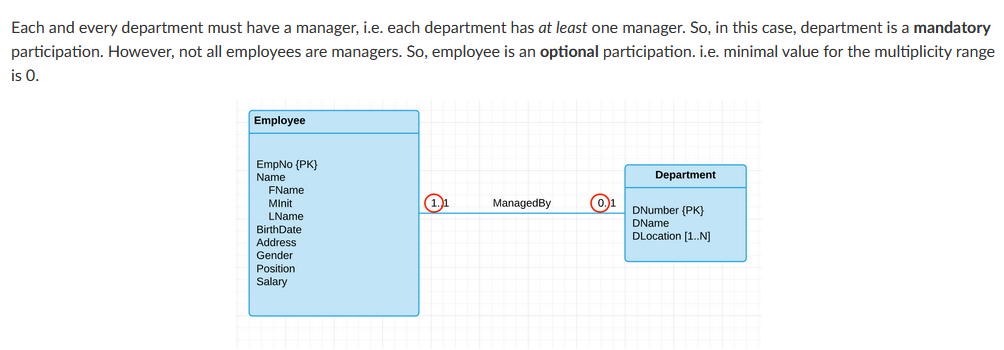 Each and every department must have a manager, i.e. each department has at least one manager. So, in this case, department is a mandatory
participation. However, not all employees are managers. So, employee is an optional participation. i.e. minimal value for the multiplicity range
is 0.
Employee
EmpNo {PK}
Name
FName
MInit
LName
BirthDate
Address
Gender
Position
Salary
1..1
ManagedBy
0..1
Department
DNumber {PK}
DName
DLocation [1..N]